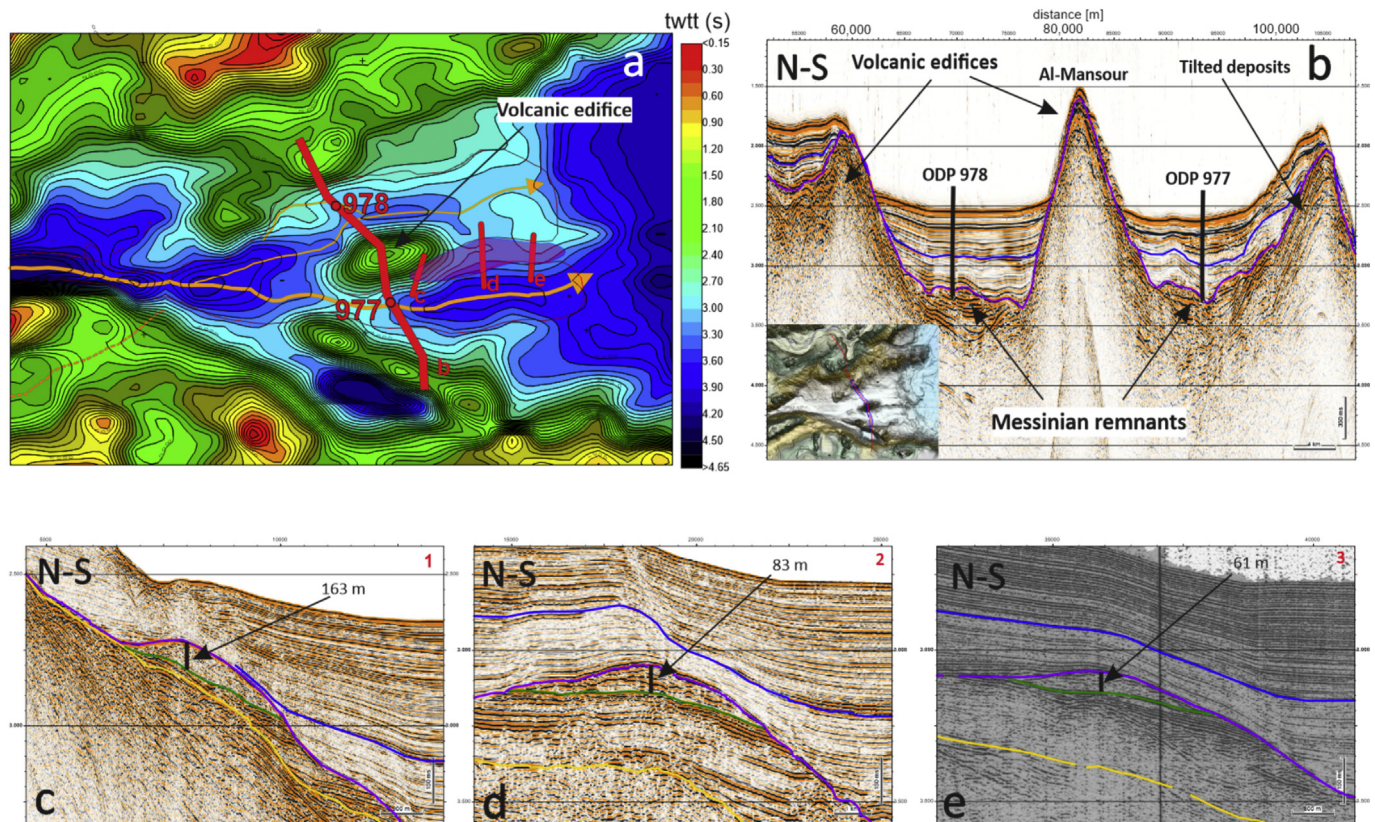 twtt (s)
a
<0.15
0.30
0.60
0.90
1.20
1.50
1.80
2.10
2.40
2.70
3.00
3.30
3.60
3.90
4.20
4.50
>4.65
Volcanic edifice
978
977
c
d
e
b
distance [m]
60,000
80,000
100,000
N-S
Volcanic edifices
Al-Mansour
Tilted deposits
b
ODP 978
ODP 977
Messinian remnants
N-S
163 m
1
c
N-S
83 m
2
d
N-S
61 m
3
e